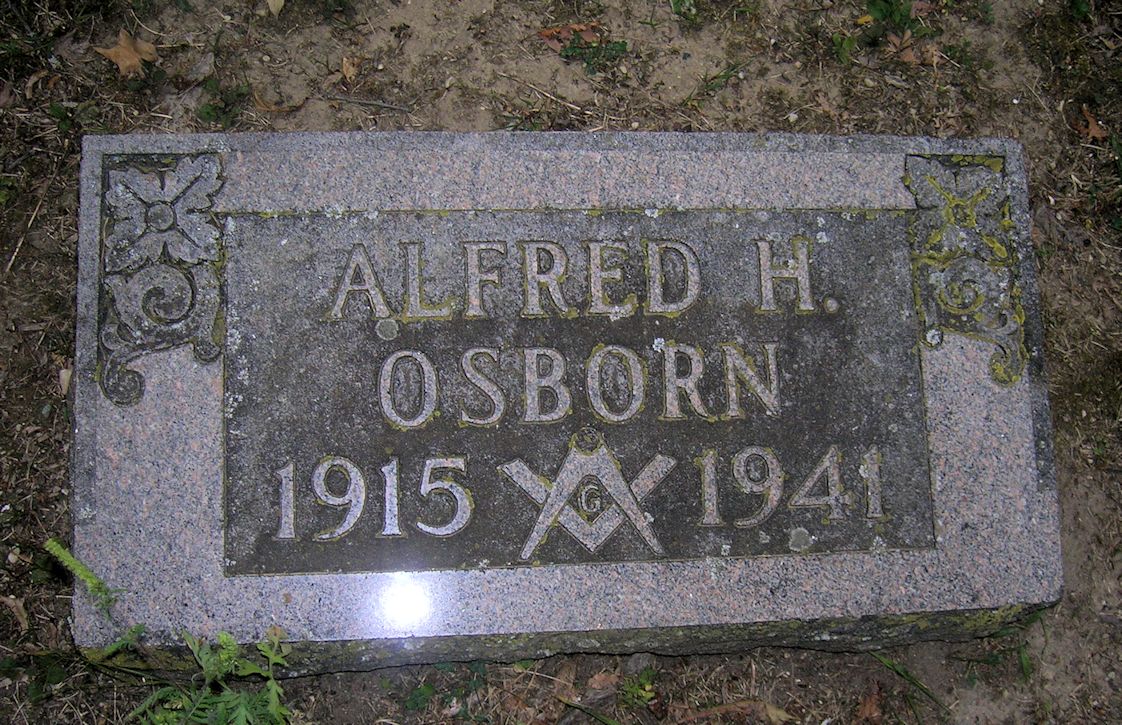 ALFRED H.
OSBORN
1915 G 1941